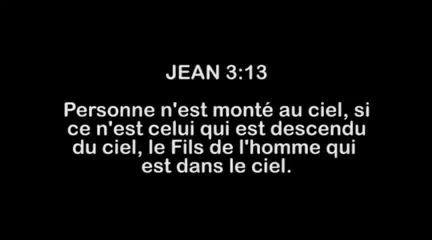 JEAN 3:13
Personne n'est monté au ciel, si
ce n'est celui qui est descendu
du ciel, le Fils de l'homme qui
est dans le ciel.